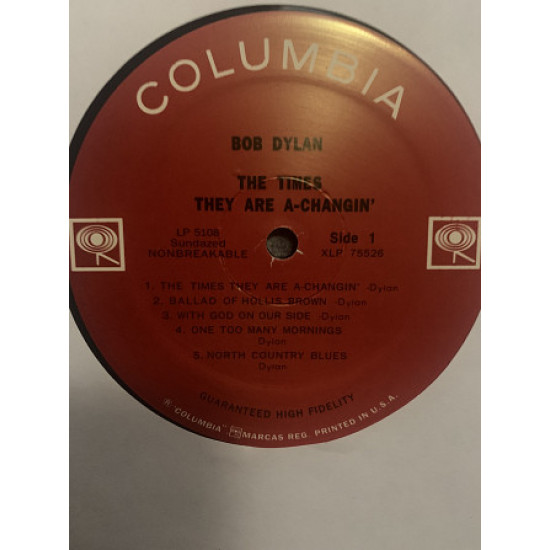 COLUMBIA
BOB DYLAN
THE TIMES
THEY ARE A-CHANGIN'
LP 5108
Sundazed
NONBREAKABLE
Side 1
XLP 75526
1. THE TIMES THEY ARE A-CHANGIN' -Dylan
2. BALLAD OF HOLLIS BROWN -Dylan
3. WITH GOD ON OUR SIDE -Dylan
4. ONE TOO MANY MORNINGS
Dylan
5. NORTH COUNTRY BLUES
Dylan
GUARANTEED HIGH FIDELITY
® "COLUMBIA" MARCAS REG. PRINTED IN U.S.A.